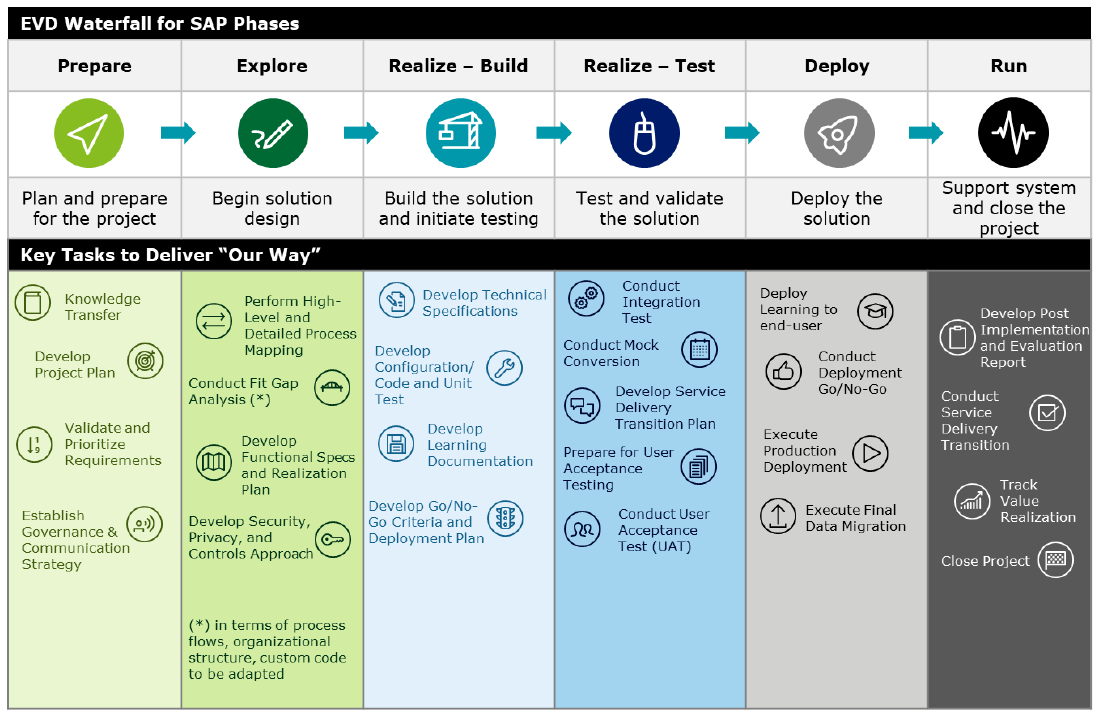 EVD Waterfall for SAP Phases
Prepare
Explore
Realize – Build
Realize – Test
Deploy
Run
Plan and prepare
for the project
Begin solution
design
Build the solution
and initiate testing
Test and validate
the solution
Deploy the
solution
Support system
and close the
project
Key Tasks to Deliver “Our Way”
Knowledge
Transfer
Develop
Project Plan
Validate and
Prioritize
Requirements
Establish
Governance &
Communication
Strategy
Perform High-
Level and
Detailed Process
Mapping
Conduct Fit Gap
Analysis (*)
Develop
Functional Specs
and Realization
Plan
Develop Security,
Privacy, and
Controls Approach
(*) in terms of process
flows, organizational
structure, custom code
to be adapted
Develop Technical
Specifications
Develop
Configuration/
Code and Unit
Test
Develop
Learning
Documentation
Develop Go/No-
Go Criteria and
Deployment Plan
Conduct
Integration
Test
Conduct Mock
Conversion
Develop Service
Delivery
Transition Plan
Prepare for User
Acceptance
Testing
Conduct User
Acceptance
Test (UAT)
Deploy
Learning to
end-user
Conduct
Deployment
Go/No-Go
Execute
Production
Deployment
Execute Final
Data Migration
Develop Post
Implementation
and Evaluation
Report
Conduct
Service
Delivery
Transition
Track
Value
Realization
Close Project